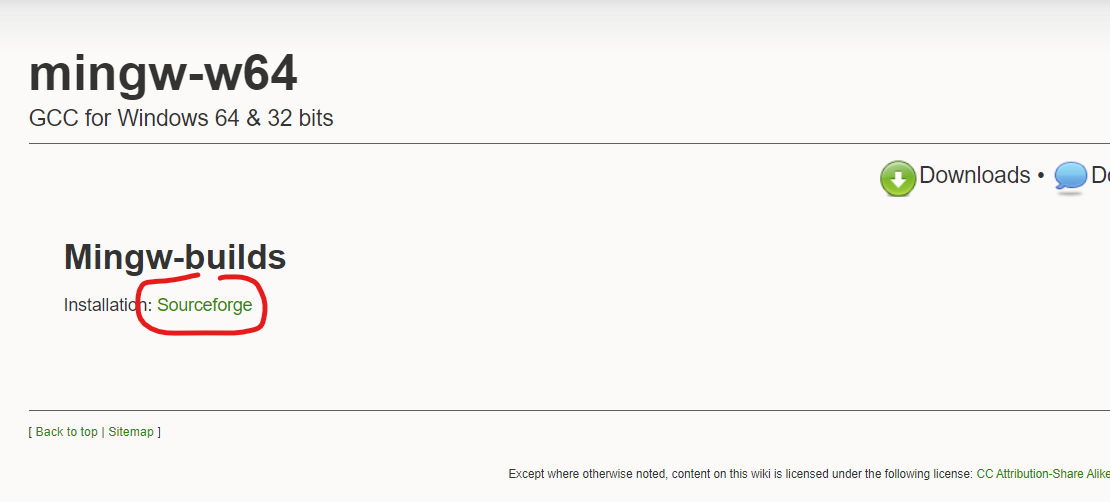 mingw-w64
GCC for Windows 64 & 32 bits
Downloads •
Mingw-builds
Installation: Sourceforge
[ Back to top | Sitemap ]
Except where otherwise noted, content on this wiki is licensed under the following license: CC Attribution-Share Alike